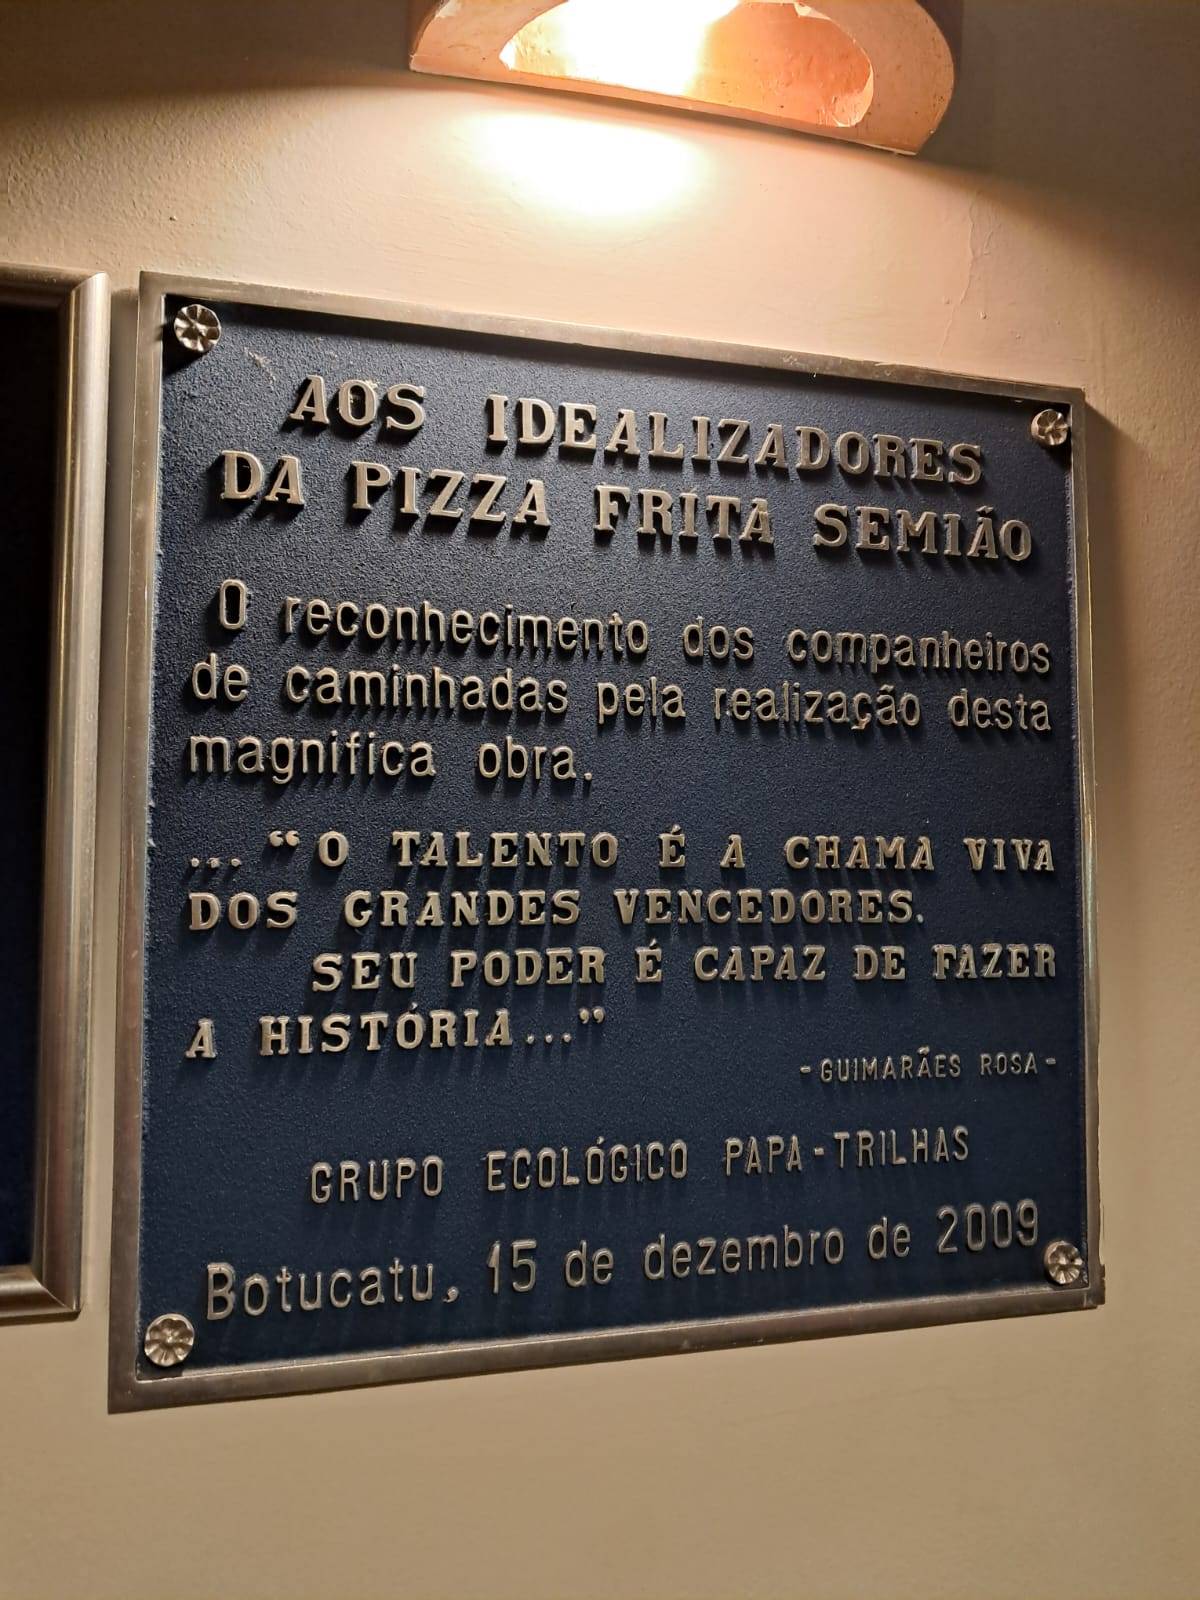 AOS IDEALIZADORES
DA PIZZA FRITA SEMIÃO
O reconhecimento dos companheiros
de caminhadas pela realização desta
magnifica obra.
... “O TALENTO É A CHAMA VIVA
DOS GRANDES VENCEDORES.
SEU PODER É CAPAZ DE FAZER
A HISTÓRIA...”
-GUIMARÃES ROSA-
GRUPO ECOLÓGICO PAPA-TRILHAS
Botucatu, 15 de dezembro de 2009